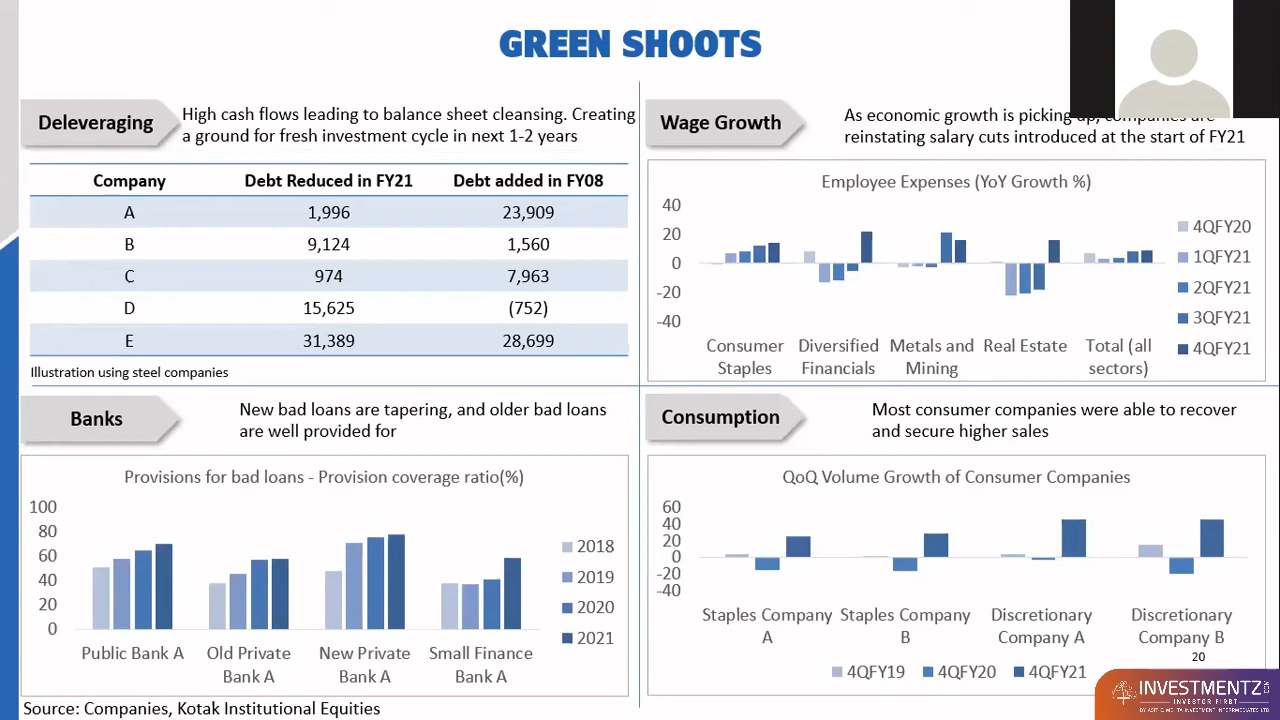 GREEN SHOOTS
Deleveraging
High cash flows leading to balance sheet cleansing. Creating
a ground for fresh investment cycle in next 1-2 years
Company Debt Reduced in FY21 Debt added in FY08
A 1,996 23,909
B 9,124 1,560
C 974 7,963
D 15,625 (752)
E 31,389 28,699
Illustration using steel companies
Wage Growth
As economic growth is picking up, companies are
reinstating salary cuts introduced at the start of FY21
Employee Expenses (YoY Growth %)
40
20
0
-20
-40
Consumer
Staples
Diversified
Financials
Metals and
Mining
Real Estate
Total (all
sectors)
4QFY20
1QFY21
2QFY21
3QFY21
4QFY21
Banks
New bad loans are tapering, and older bad loans
are well provided for
Provisions for bad loans - Provision coverage ratio(%)
100
80
60
40
20
0
Public Bank A
Old Private
Bank A
New Private
Bank A
Small Finance
Bank A
2018
2019
2020
2021
Consumption
Most consumer companies were able to recover
and secure higher sales
QoQ Volume Growth of Consumer Companies
60
40
20
0
-20
-40
Staples Company
A
Staples Company
B
Discretionary
Company A
Discretionary
Company B
4QFY19 4QFY20 4QFY21
20
Source: Companies, Kotak Institutional Equities
INVESTMENTZ
INVESTOR FIRST